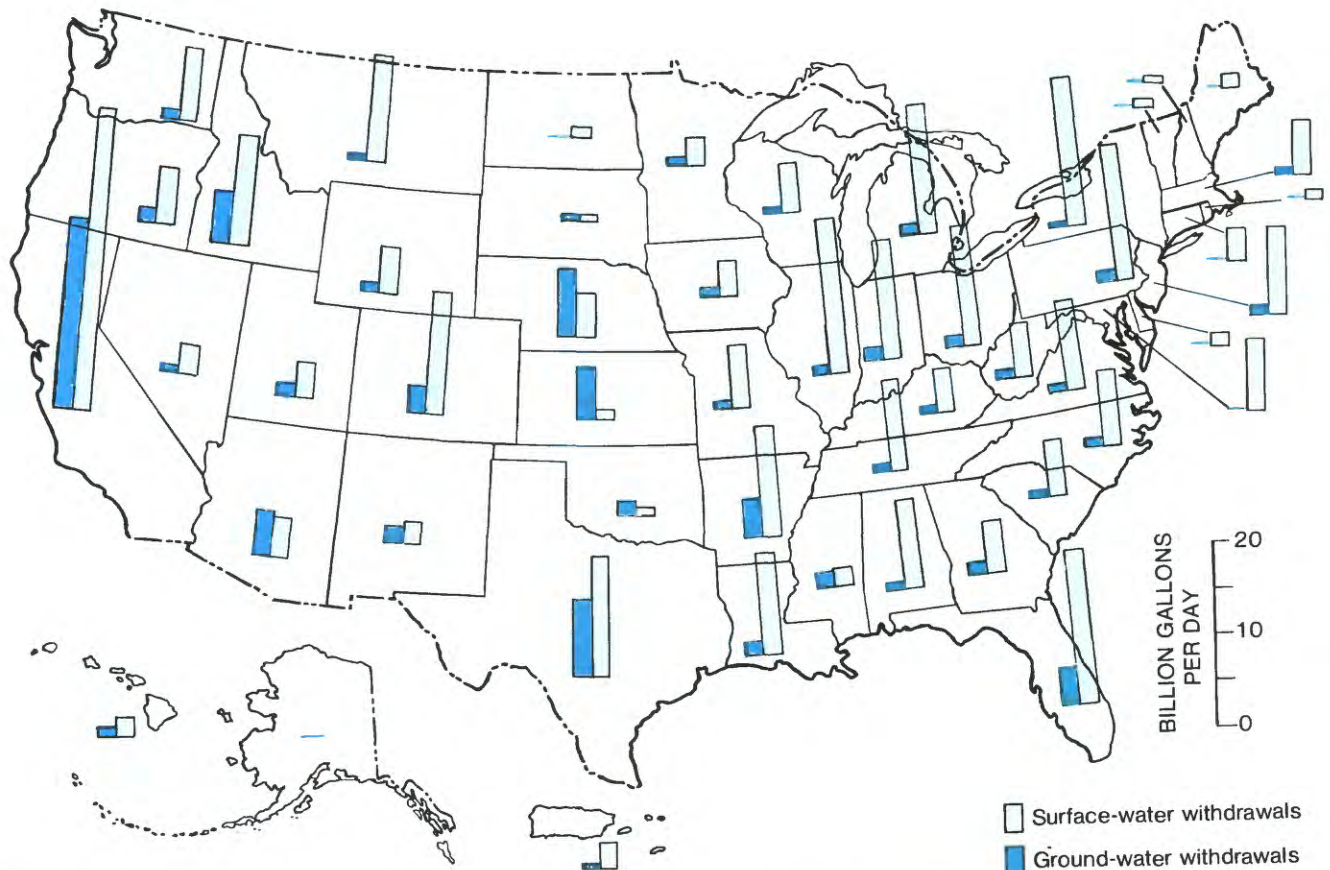 BILLION GALLONS
PER DAY
20
10
0
Surface-water withdrawals
Ground-water withdrawals